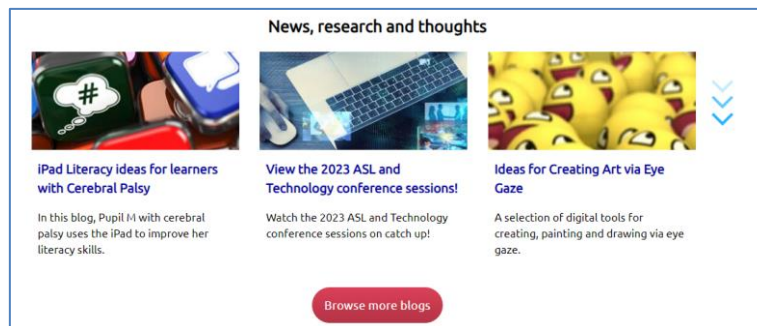 News, research and thoughts
#
iPad Literacy ideas for learners
with Cerebral Palsy
In this blog, Pupil M with cerebral
palsy uses the iPad to improve her
literacy skills.
View the 2023 ASL and
Technology conference sessions!
Watch the 2023 ASL and Technology
conference sessions on catch up!
Ideas for Creating Art via Eye
Gaze
A selection of digital tools for
creating, painting and drawing via eye
gaze.
Browse more blogs